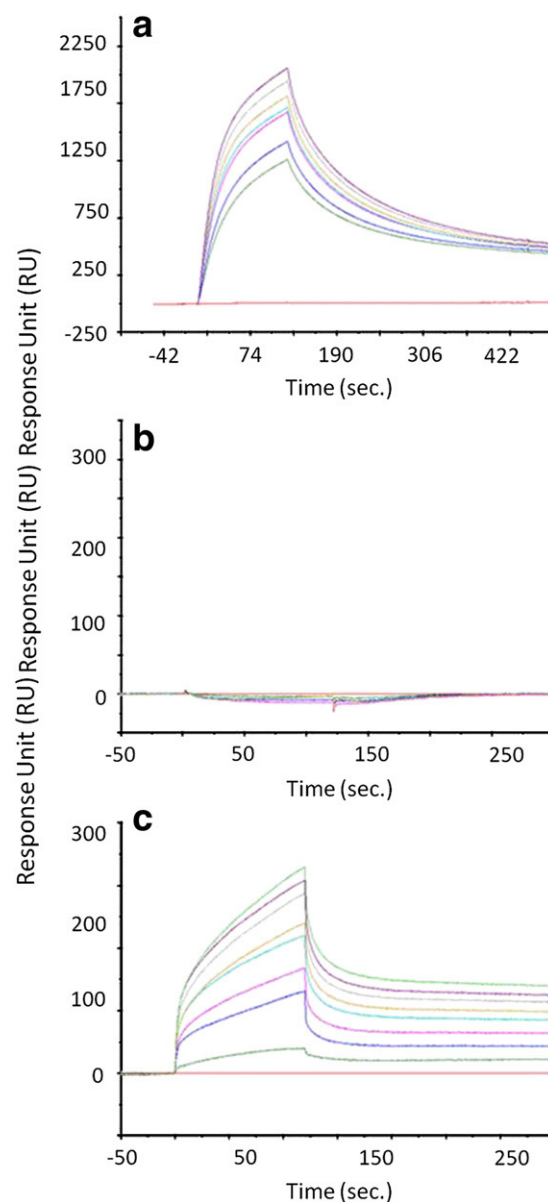 a
2250
1750
1250
750
250
-250
-42 74 190 306 422
Time (sec.)
b
300
200
100
0
-50 50 150 250
Time (sec.)
c
300
200
100
0
-50 50 150 250
Time (sec.)
Response Unit (RU) Response Unit (RU) Response Unit (RU)